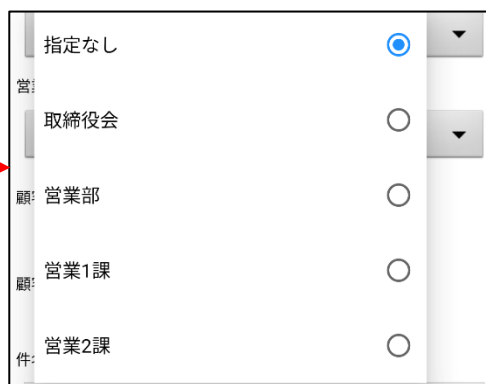 指定なし
取締役会
営業部
営業1課
営業2課